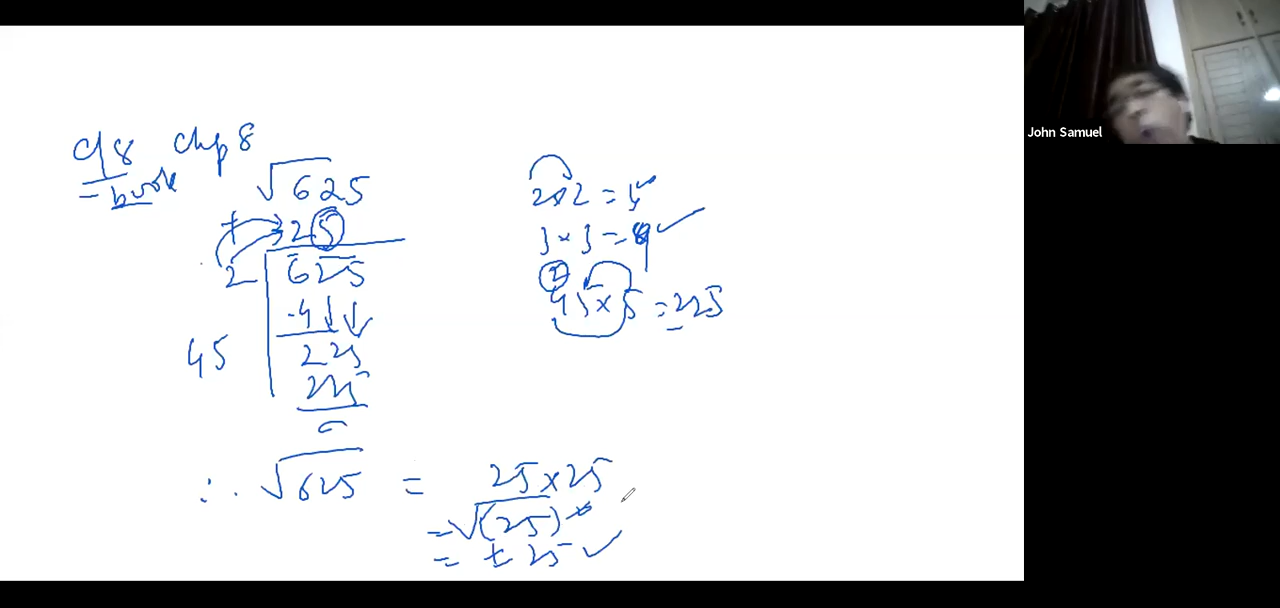 q8 chp 8
= book
√625
25
2 625
-4
45 225
225
0
2×2 = 4
3×3 = 9
2
45×5 = 225
∴ √625 = 25×25
= √(25)²
= ± 25
John Samuel